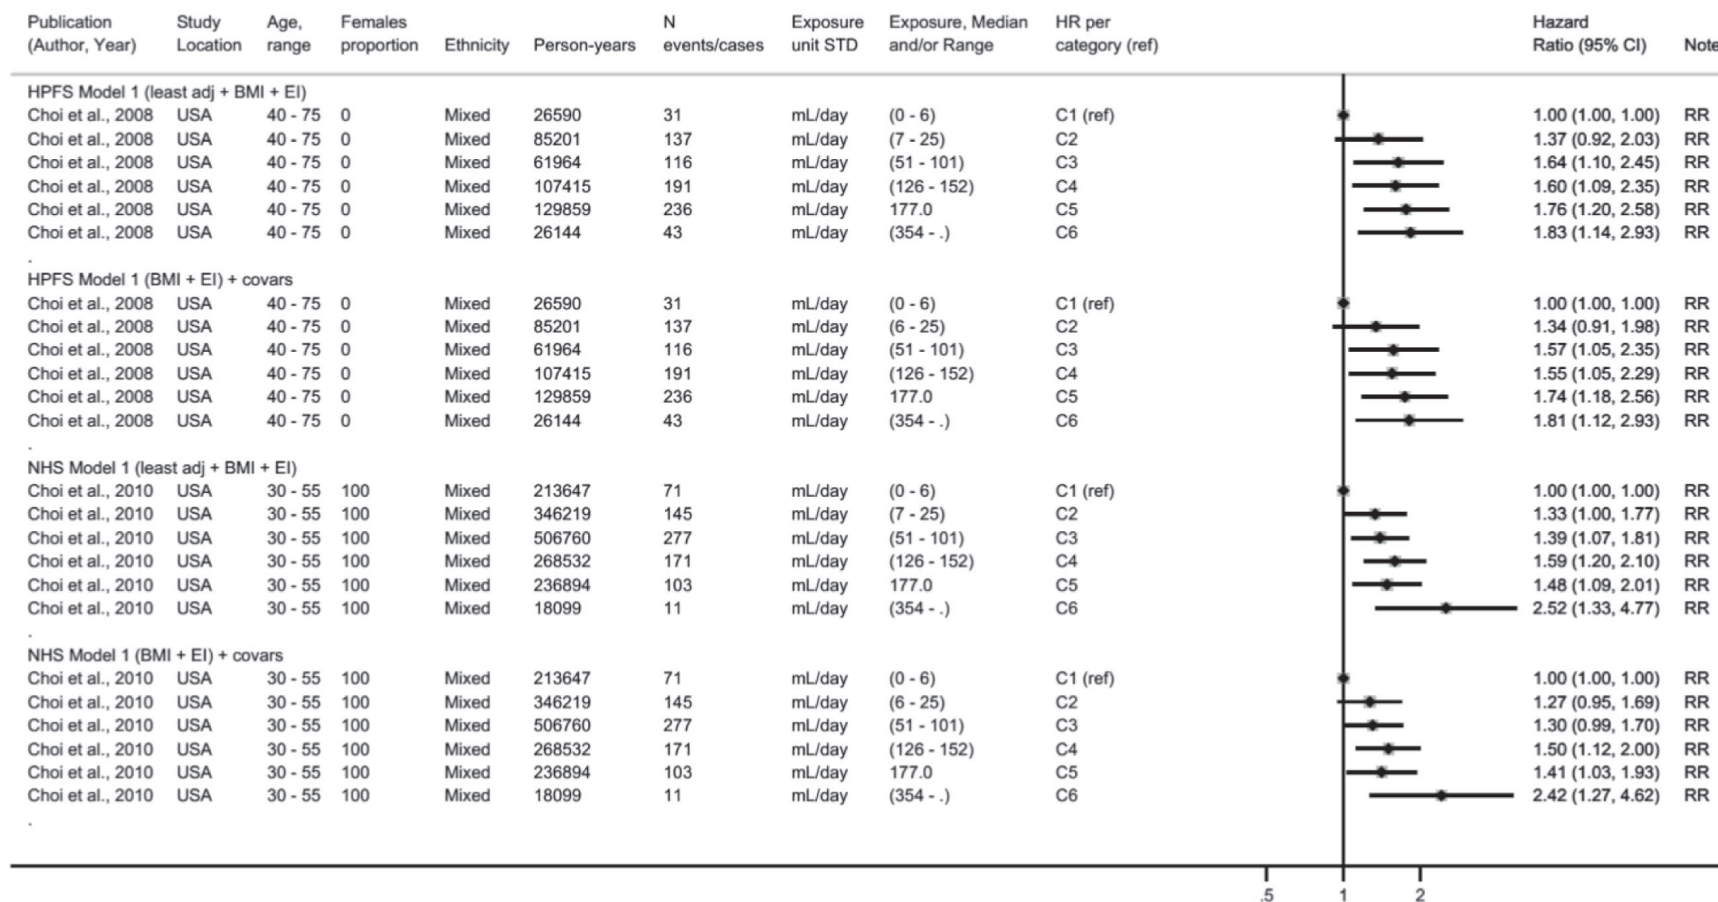 Publication Study Age, Females N Exposure Exposure, Median HR per Hazard
(Author, Year) Location range proportion Ethnicity Person-years events/cases unit STD and/or Range category (ref) Ratio (95% CI) Note
HPFS Model 1 (least adj + BMI + EI)
Choi et al., 2008 USA 40 - 75 0 Mixed 26590 31 mL/day (0 - 6) C1 (ref) 1.00 (1.00, 1.00) RR
Choi et al., 2008 USA 40 - 75 0 Mixed 85201 137 mL/day (7 - 25) C2 1.37 (0.92, 2.03) RR
Choi et al., 2008 USA 40 - 75 0 Mixed 61964 116 mL/day (51 - 101) C3 1.64 (1.10, 2.45) RR
Choi et al., 2008 USA 40 - 75 0 Mixed 107415 191 mL/day (126 - 152) C4 1.60 (1.09, 2.35) RR
Choi et al., 2008 USA 40 - 75 0 Mixed 129859 236 mL/day 177.0 C5 1.76 (1.20, 2.58) RR
Choi et al., 2008 USA 40 - 75 0 Mixed 26144 43 mL/day (354 - .) C6 1.83 (1.14, 2.93) RR
.
HPFS Model 1 (BMI + EI) + covars
Choi et al., 2008 USA 40 - 75 0 Mixed 26590 31 mL/day (0 - 6) C1 (ref) 1.00 (1.00, 1.00) RR
Choi et al., 2008 USA 40 - 75 0 Mixed 85201 137 mL/day (6 - 25) C2 1.34 (0.91, 1.98) RR
Choi et al., 2008 USA 40 - 75 0 Mixed 61964 116 mL/day (51 - 101) C3 1.57 (1.05, 2.35) RR
Choi et al., 2008 USA 40 - 75 0 Mixed 107415 191 mL/day (126 - 152) C4 1.55 (1.05, 2.29) RR
Choi et al., 2008 USA 40 - 75 0 Mixed 129859 236 mL/day 177.0 C5 1.74 (1.18, 2.56) RR
Choi et al., 2008 USA 40 - 75 0 Mixed 26144 43 mL/day (354 - .) C6 1.81 (1.12, 2.93) RR
.
NHS Model 1 (least adj + BMI + EI)
Choi et al., 2010 USA 30 - 55 100 Mixed 213647 71 mL/day (0 - 6) C1 (ref) 1.00 (1.00, 1.00) RR
Choi et al., 2010 USA 30 - 55 100 Mixed 346219 145 mL/day (7 - 25) C2 1.33 (1.00, 1.77) RR
Choi et al., 2010 USA 30 - 55 100 Mixed 506760 277 mL/day (51 - 101) C3 1.39 (1.07, 1.81) RR
Choi et al., 2010 USA 30 - 55 100 Mixed 268532 171 mL/day (126 - 152) C4 1.59 (1.20, 2.10) RR
Choi et al., 2010 USA 30 - 55 100 Mixed 236894 103 mL/day 177.0 C5 1.48 (1.09, 2.01) RR
Choi et al., 2010 USA 30 - 55 100 Mixed 18099 11 mL/day (354 - .) C6 2.52 (1.33, 4.77) RR
.
NHS Model 1 (BMI + EI) + covars
Choi et al., 2010 USA 30 - 55 100 Mixed 213647 71 mL/day (0 - 6) C1 (ref) 1.00 (1.00, 1.00) RR
Choi et al., 2010 USA 30 - 55 100 Mixed 346219 145 mL/day (6 - 25) C2 1.27 (0.95, 1.69) RR
Choi et al., 2010 USA 30 - 55 100 Mixed 506760 277 mL/day (51 - 101) C3 1.30 (0.99, 1.70) RR
Choi et al., 2010 USA 30 - 55 100 Mixed 268532 171 mL/day (126 - 152) C4 1.50 (1.12, 2.00) RR
Choi et al., 2010 USA 30 - 55 100 Mixed 236894 103 mL/day 177.0 C5 1.41 (1.03, 1.93) RR
Choi et al., 2010 USA 30 - 55 100 Mixed 18099 11 mL/day (354 - .) C6 2.42 (1.27, 4.62) RR
.
.5 1 2